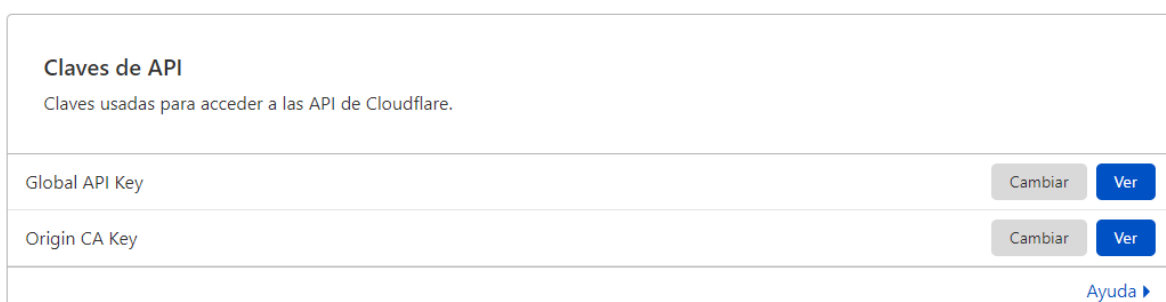 Claves de API
Claves usadas para acceder a las API de Cloudflare.
Global API Key Cambiar Ver
Origin CA Key Cambiar Ver
Ayuda